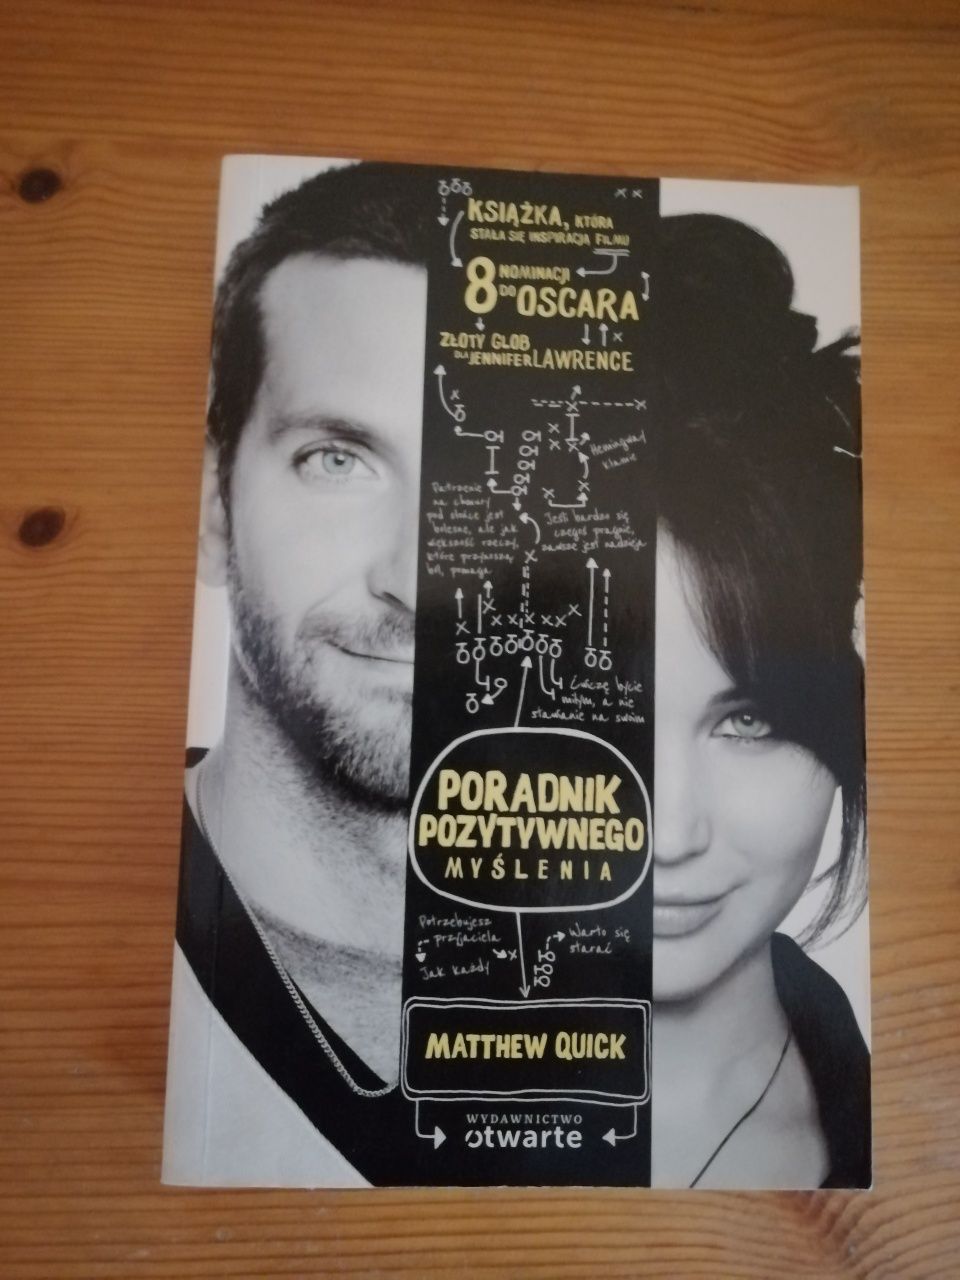 KSIĄŻKA, KTÓRA
STAŁA SIĘ INSPIRACJĄ FILMU
8 NOMINACJI
DO OSCARA
ZŁOTY GLOB
DLA JENNIFER LAWRENCE
Hemingway
kłamie
Patrzenie
na chmury
pod słońce jest
bolesne, ale jak
większość rzeczy,
które przynoszą
ból, pomaga
Jeśli bardzo się
czegoś pragnie,
zawsze jest nadzieja
Ćwiczę bycie
miłym, a nie
stawianie na swoim
PORADNIK
POZYTYWNEGO
MYŚLENIA
Potrzebujesz
przyjaciela
Jak każdy
Warto się
starać
MATTHEW QUICK
WYDAWNICTWO
otwarte